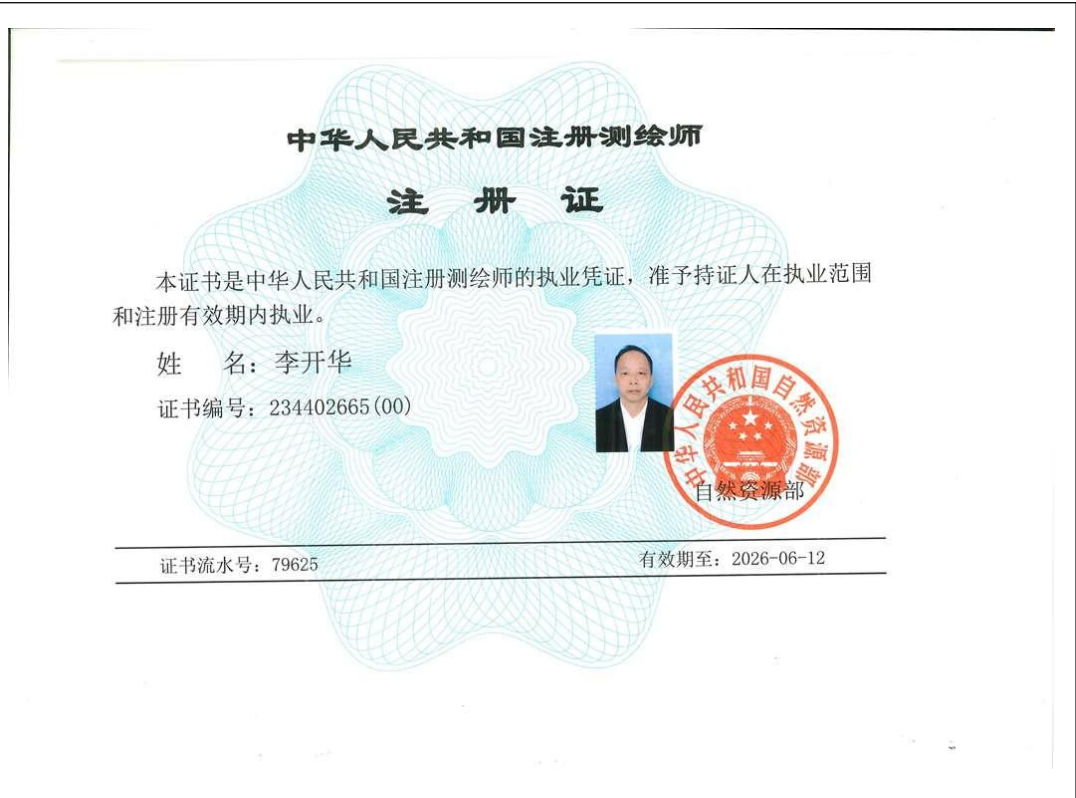 中华人民共和国注册测绘师
注 册 证
本证书是中华人民共和国注册测绘师的执业凭证，准予持证人在执业范围
和注册有效期内执业。
姓 名：李开华
证书编号：234402665(00)
中华人民共和国自然资源部
自然资源部
证书流水号：79625
有效期至：2026-06-12